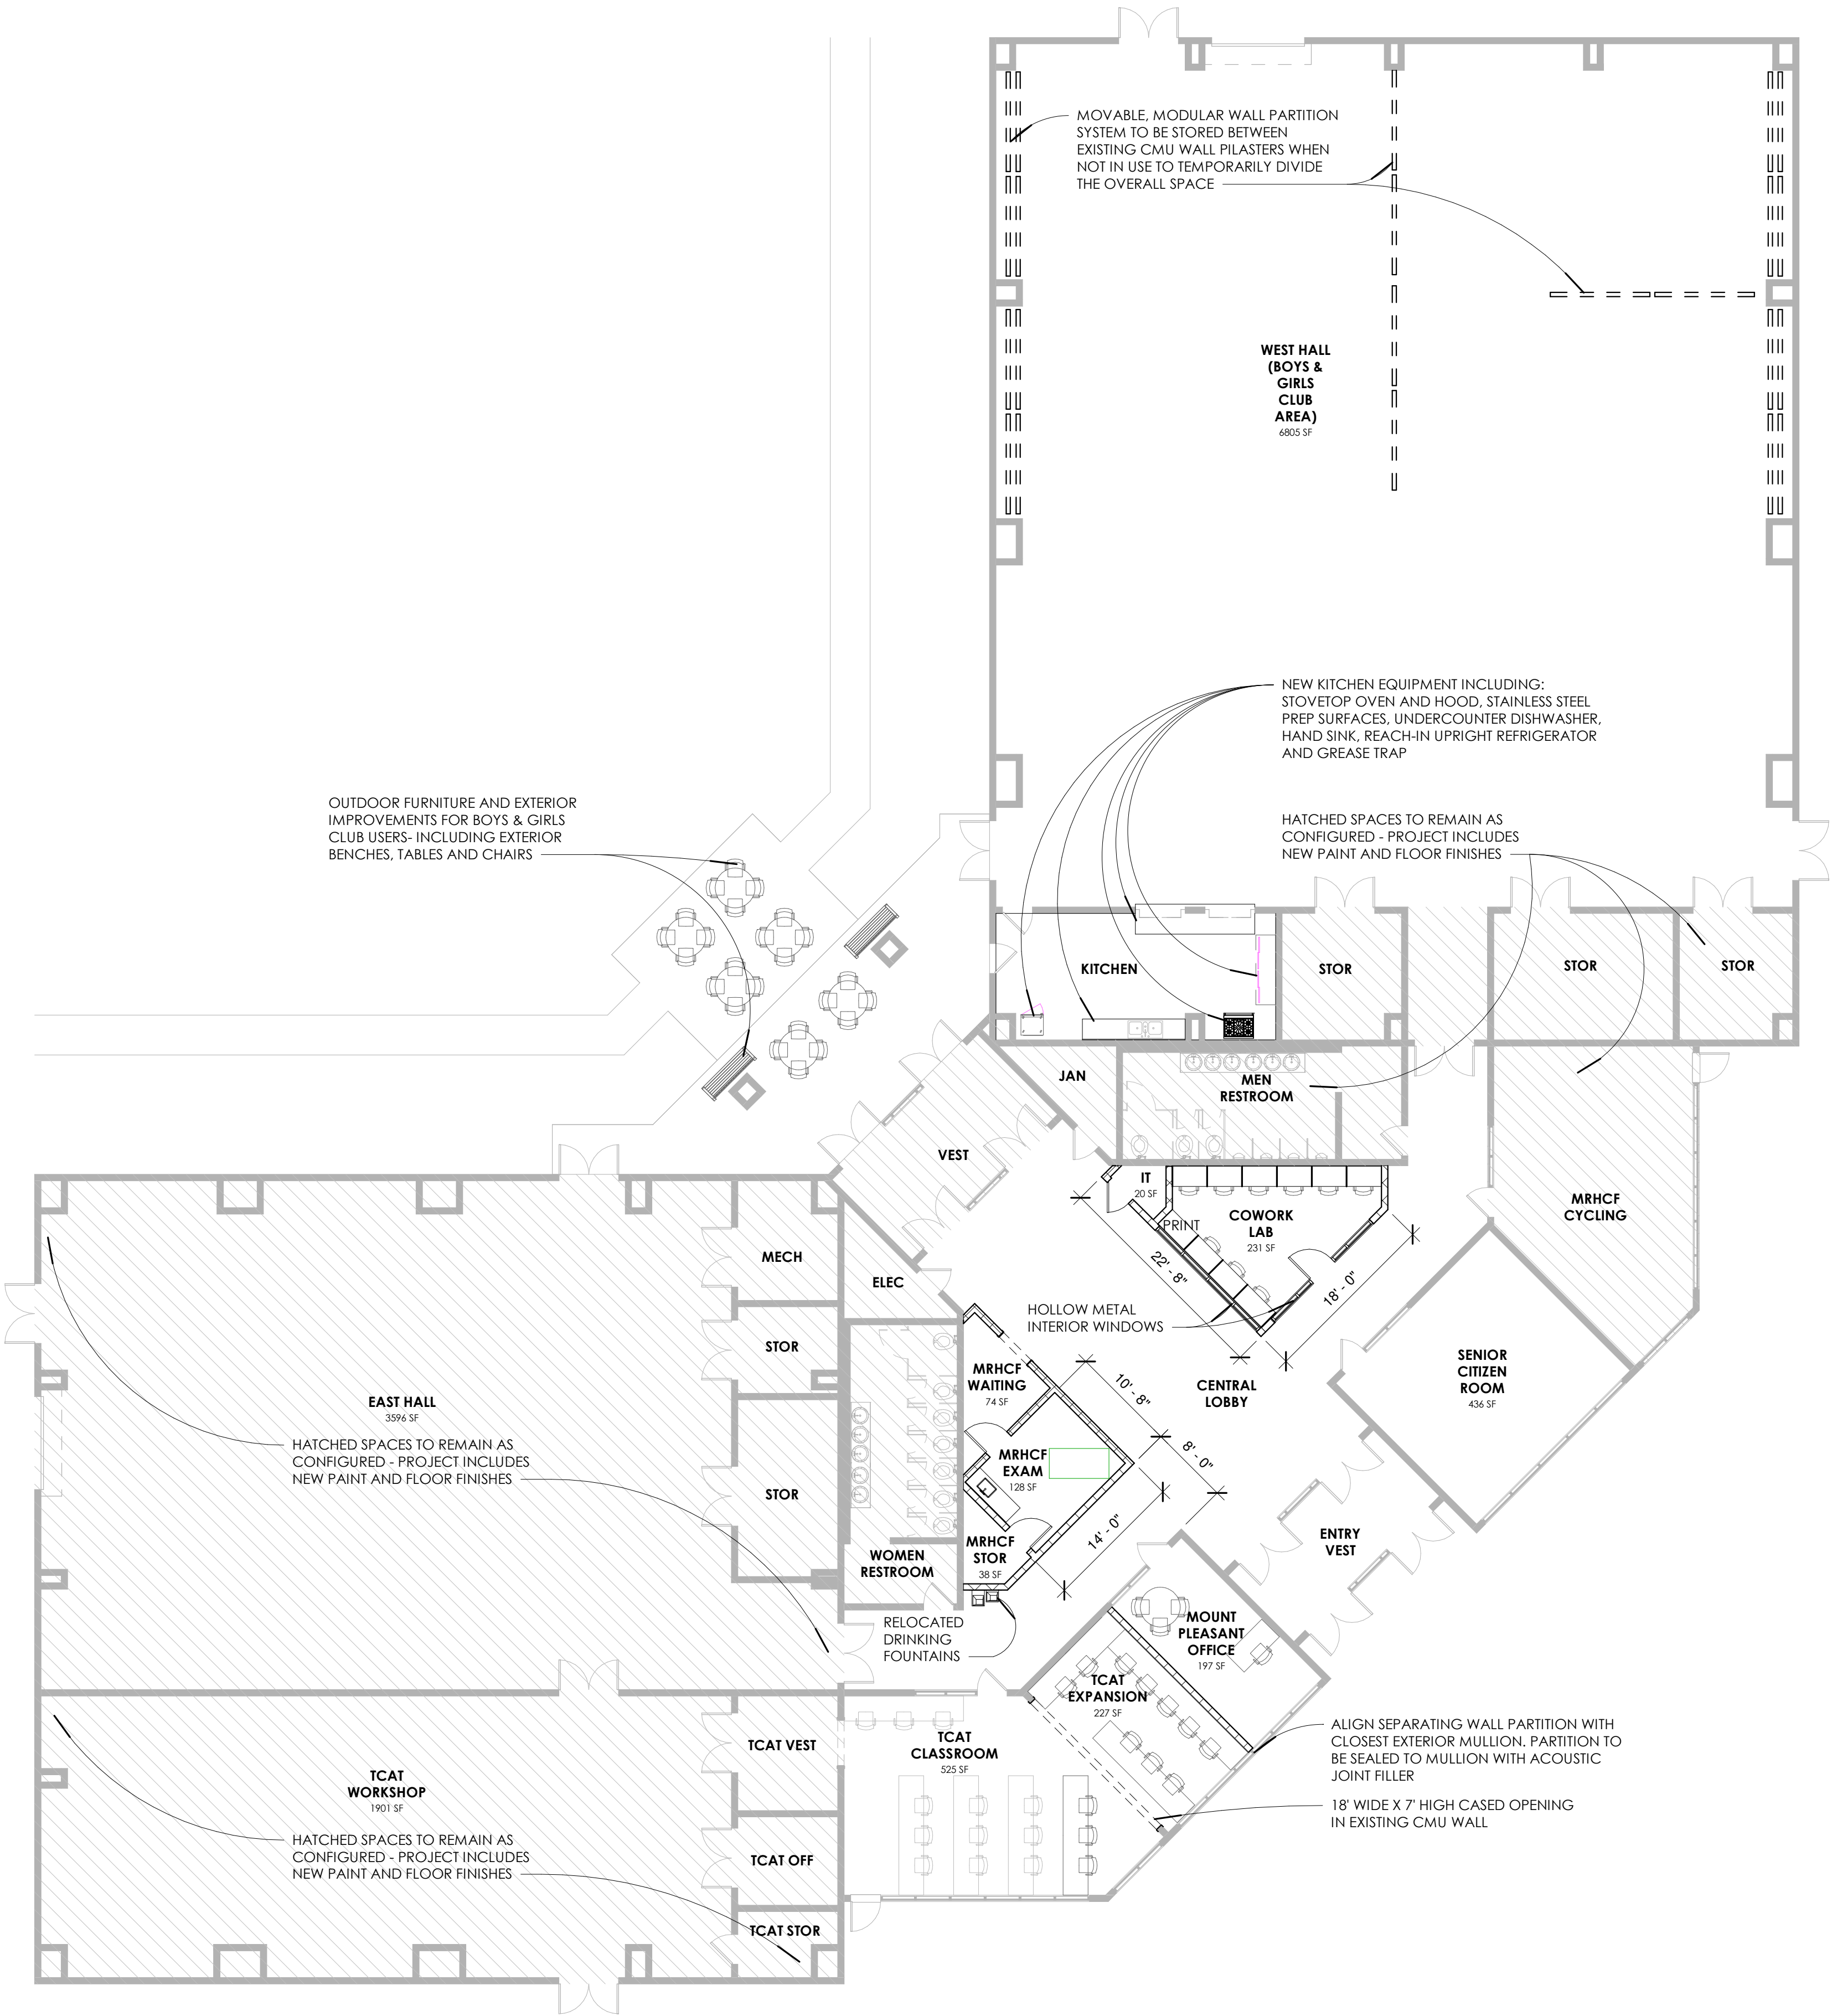 MOVABLE, MODULAR WALL PARTITION
SYSTEM TO BE STORED BETWEEN
EXISTING CMU WALL PILASTERS WHEN
NOT IN USE TO TEMPORARILY DIVIDE
THE OVERALL SPACE
WEST HALL
(BOYS &
GIRLS
CLUB
AREA)
6805 SF
NEW KITCHEN EQUIPMENT INCLUDING:
STOVETOP OVEN AND HOOD, STAINLESS STEEL
PREP SURFACES, UNDERCOUNTER DISHWASHER,
HAND SINK, REACH-IN UPRIGHT REFRIGERATOR
AND GREASE TRAP
OUTDOOR FURNITURE AND EXTERIOR
IMPROVEMENTS FOR BOYS & GIRLS
CLUB USERS- INCLUDING EXTERIOR
BENCHES, TABLES AND CHAIRS
HATCHED SPACES TO REMAIN AS
CONFIGURED - PROJECT INCLUDES
NEW PAINT AND FLOOR FINISHES
KITCHEN
STOR
STOR
STOR
JAN
MEN
RESTROOM
VEST
IT
20 SF
COWORK
LAB
231 SF
PRINT
22' - 8"
18' - 0"
MRHCF
CYCLING
MECH
ELEC
HOLLOW METAL
INTERIOR WINDOWS
STOR
MRHCF
WAITING
74 SF
10' - 8"
CENTRAL
LOBBY
SENIOR
CITIZEN
ROOM
436 SF
EAST HALL
3596 SF
HATCHED SPACES TO REMAIN AS
CONFIGURED - PROJECT INCLUDES
NEW PAINT AND FLOOR FINISHES
STOR
MRHCF
EXAM
128 SF
8' - 0"
14' - 0"
MRHCF
STOR
38 SF
WOMEN
RESTROOM
ENTRY
VEST
RELOCATED
DRINKING
FOUNTAINS
MOUNT
PLEASANT
OFFICE
197 SF
TCAT
EXPANSION
227 SF
TCAT VEST
TCAT
CLASSROOM
525 SF
ALIGN SEPARATING WALL PARTITION WITH
CLOSEST EXTERIOR MULLION. PARTITION TO
BE SEALED TO MULLION WITH ACOUSTIC
JOINT FILLER
18' WIDE X 7' HIGH CASED OPENING
IN EXISTING CMU WALL
TCAT
WORKSHOP
1901 SF
HATCHED SPACES TO REMAIN AS
CONFIGURED - PROJECT INCLUDES
NEW PAINT AND FLOOR FINISHES
TCAT OFF
TCAT STOR